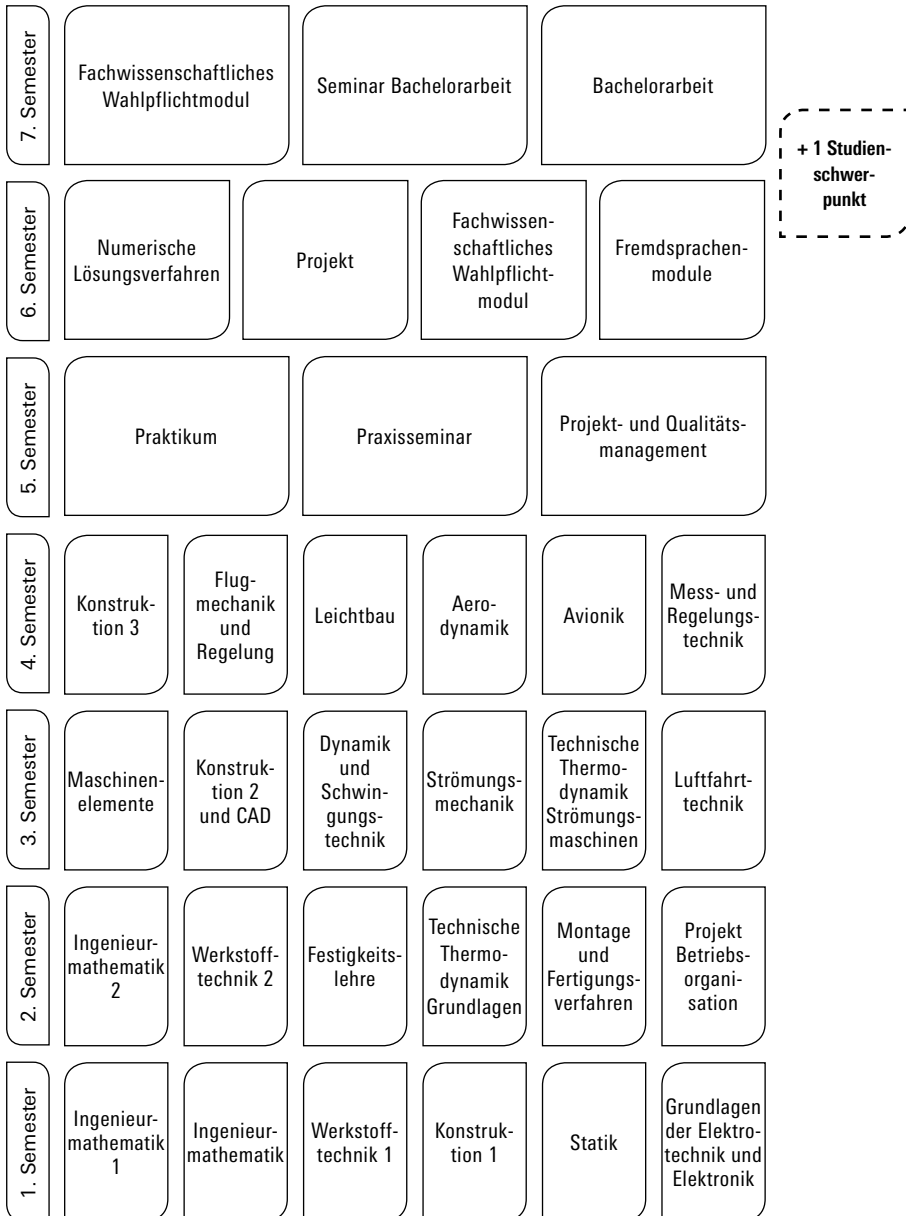 7. Semester
Fachwissenschaftliches
Wahlpflichtmodul
Seminar Bachelorarbeit
Bachelorarbeit
+ 1 Studien-
schwer-
punkt
6. Semester
Numerische
Lösungsverfahren
Projekt
Fachwissen-
schaftliches
Wahlpflicht-
modul
Fremdsprachen-
module
5. Semester
Praktikum
Praxisseminar
Projekt- und Qualitäts-
management
4. Semester
Konstruk-
tion 3
Flug-
mechanik
und
Regelung
Leichtbau
Aero-
dynamik
Avionik
Mess- und
Regelungs-
technik
3. Semester
Maschinen-
elemente
Konstruk-
tion 2
und CAD
Dynamik
und
Schwin-
gungs-
technik
Strömungs-
mechanik
Technische
Thermo-
dynamik
Strömungs-
maschinen
Luftfahrt-
technik
2. Semester
Ingenieur-
mathematik
2
Werkstoff-
technik 2
Festigkeits-
lehre
Technische
Thermo-
dynamik
Grundlagen
Montage
und
Fertigungs-
verfahren
Projekt
Betriebs-
organi-
sation
1. Semester
Ingenieur-
mathematik
1
Ingenieur-
mathematik
Werkstoff-
technik 1
Konstruk-
tion 1
Statik
Grundlagen
der Elektro-
technik und
Elektronik